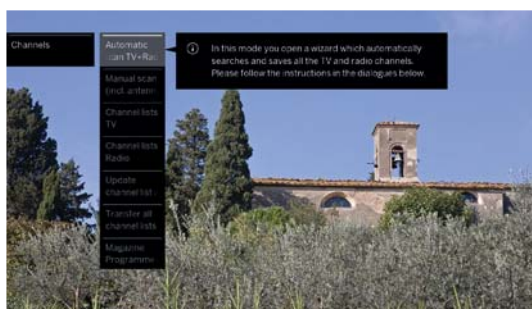 Channels
Automatic
scan TV+Rad
In this mode you open a wizard which automatically
searches and saves all the TV and radio channels.
Please follow the instructions in the dialogues below.
Manual scan
(incl. antenn
Channel lists
TV
Channel lists
Radio
Update
channel list
Transfer all
channel lists
Magazine
Programme